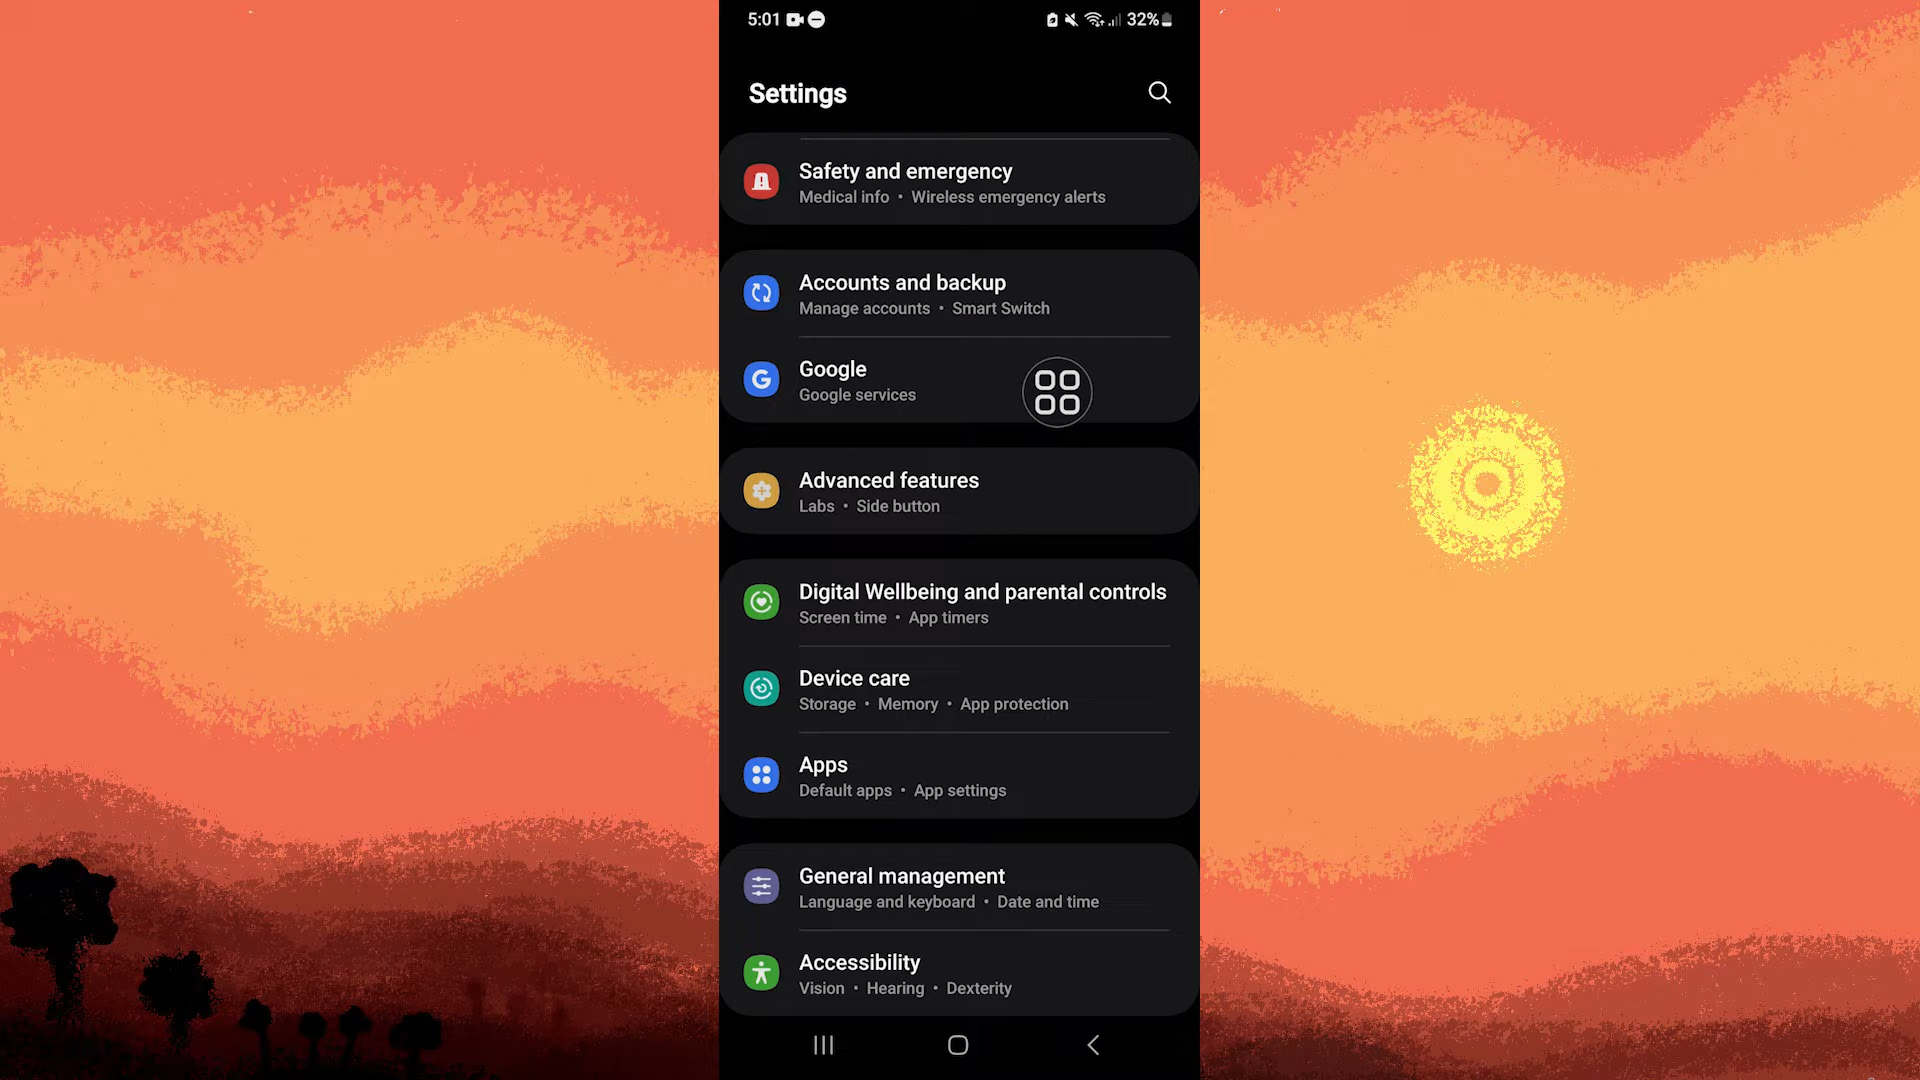 5:01
32%
Settings
Safety and emergency
Medical info • Wireless emergency alerts
Accounts and backup
Manage accounts • Smart Switch
Google
Google services
Advanced features
Labs • Side button
Digital Wellbeing and parental controls
Screen time • App timers
Device care
Storage • Memory • App protection
Apps
Default apps • App settings
General management
Language and keyboard • Date and time
Accessibility
Vision • Hearing • Dexterity